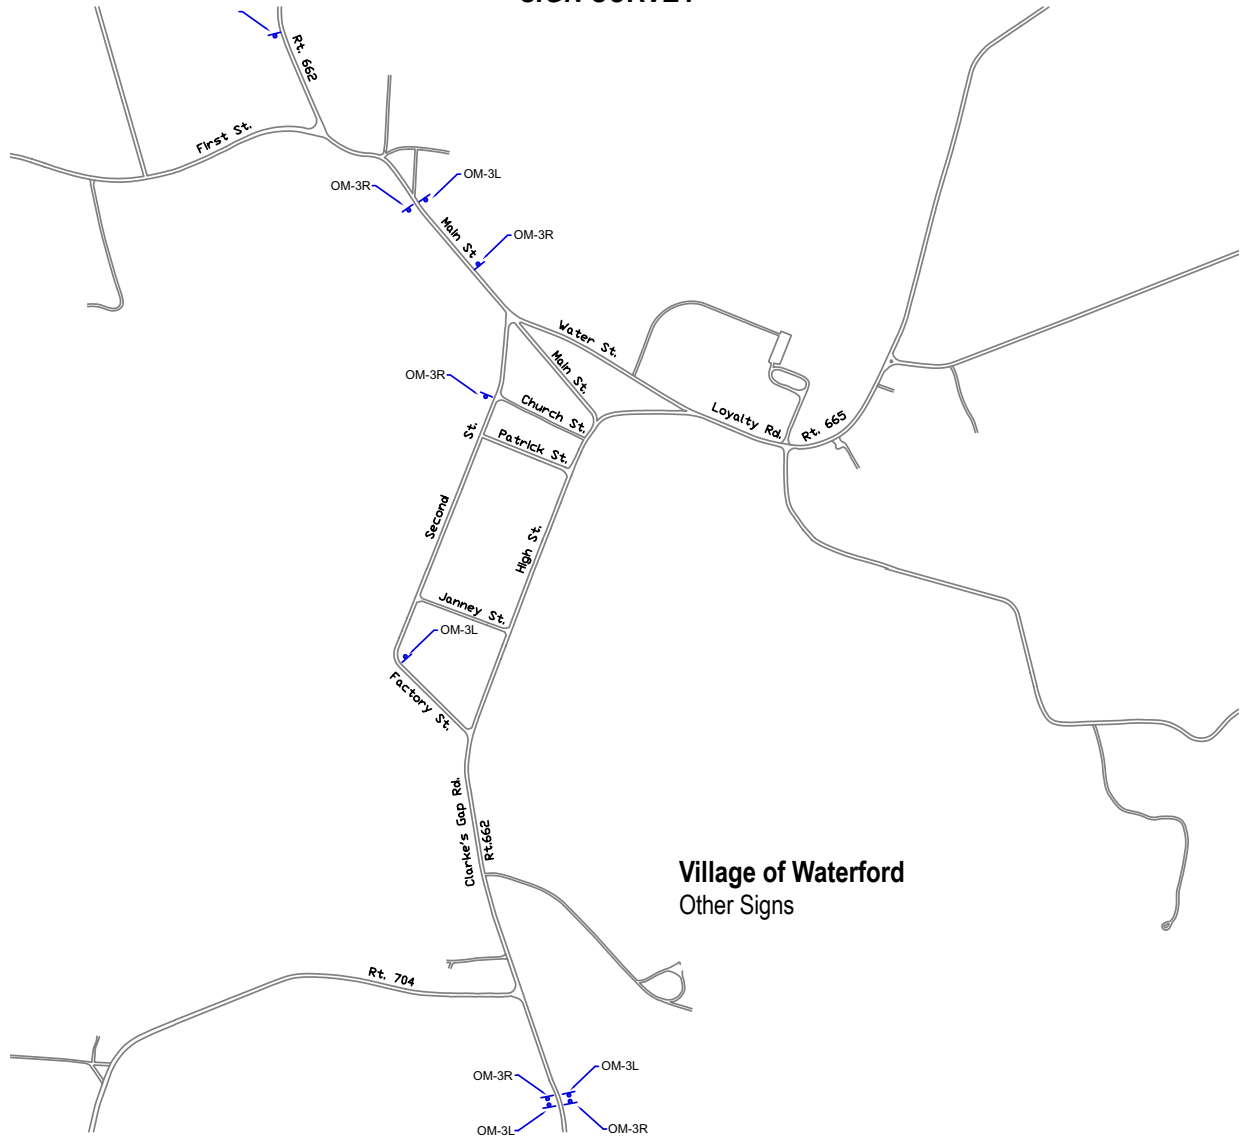 SIGN SURVEY
Rt. 662
First St.
OM-3R
OM-3L
Main St
OM-3R
Water St.
Main St.
OM-3R
Church St.
Loyalty Rd.
Rt. 665
St.
Patrick St.
Second
High St.
Janney St.
OM-3L
Factory St.
Clarke's Gap Rd.
Rt.662
Village of Waterford
Other Signs
Rt. 704
OM-3R
OM-3L
OM-3L
OM-3R